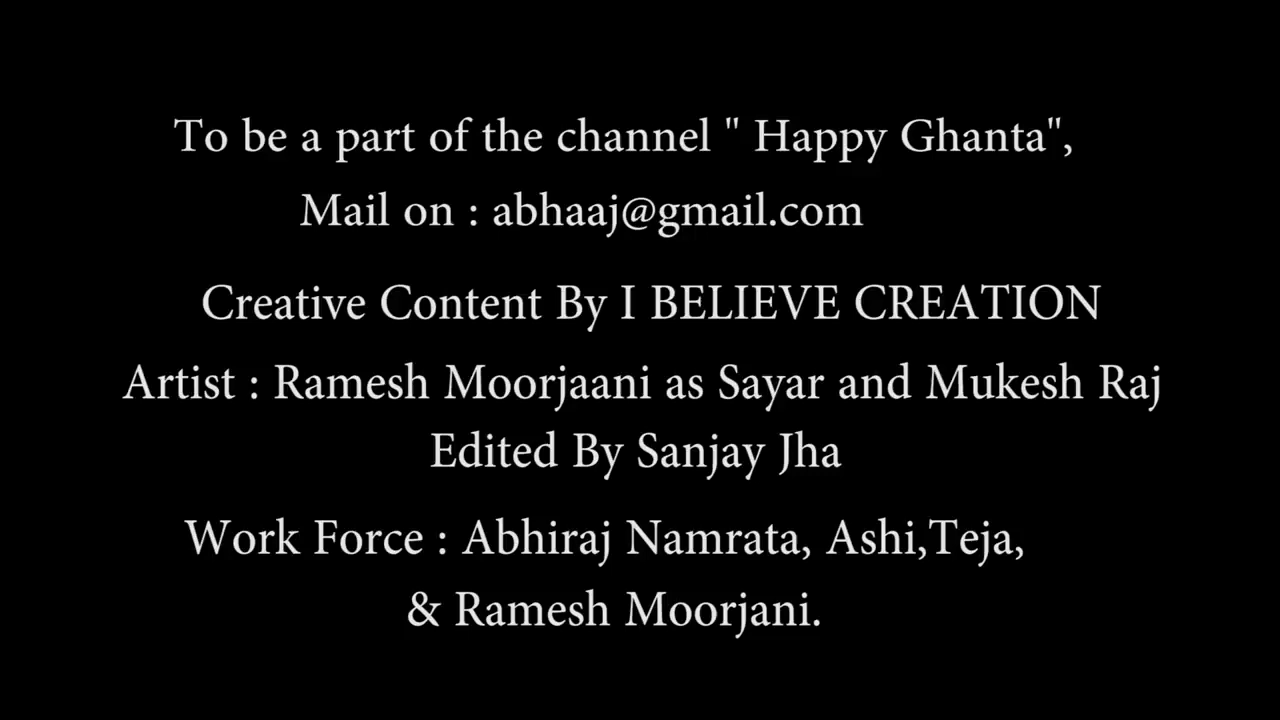 To be a part of the channel " Happy Ghanta",
Mail on : abhaaj@gmail.com
Creative Content By I BELIEVE CREATION
Artist : Ramesh Moorjaani as Sayar and Mukesh Raj
Edited By Sanjay Jha
Work Force : Abhiraj Namrata, Ashi,Teja,
& Ramesh Moorjani.